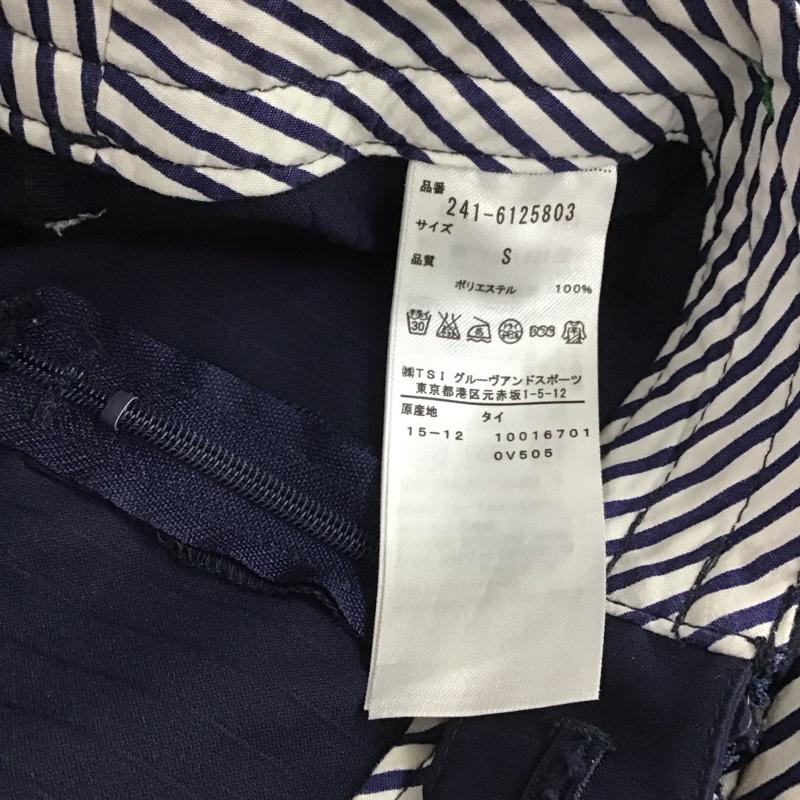 品番
241-6125803
サイズ
S
品質
ポリエステル 100%
30
㈱TSI グルーヴアンドスポーツ
東京都港区元赤坂1-5-12
原産地 タイ
15-12 10016701
0V505